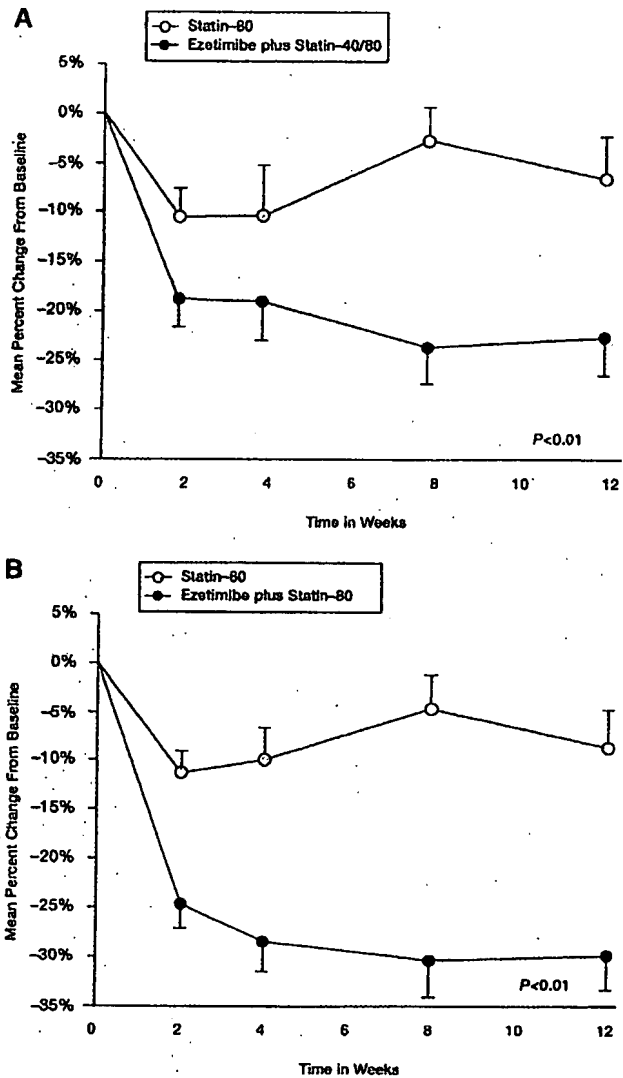 A
Statin–80
Ezetimibe plus Statin–40/80
5%
0%
–5%
–10%
–15%
–20%
–25%
–30%
–35%
Mean Percent Change From Baseline
P<0.01
0 2 4 6 8 10 12
Time in Weeks
B
Statin–80
Ezetimibe plus Statin–80
5%
0%
–5%
–10%
–15%
–20%
–25%
–30%
–35%
Mean Percent Change From Baseline
P<0.01
0 2 4 6 8 10 12
Time in Weeks